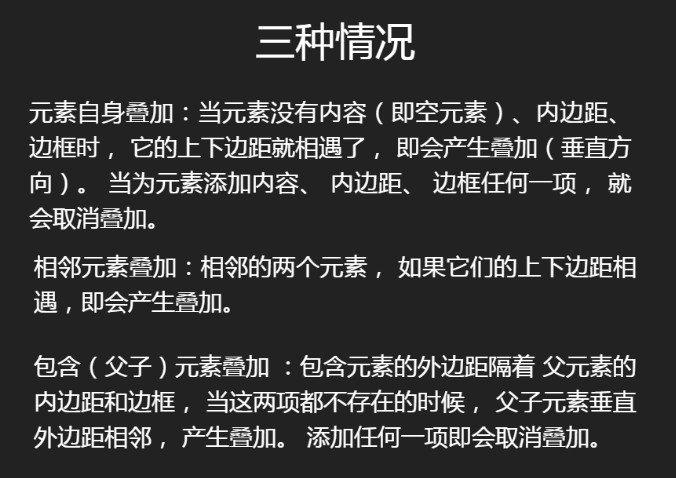 三种情况
元素自身叠加：当元素没有内容（即空元素）、内边距、
边框时， 它的上下边距就相遇了， 即会产生叠加（垂直方
向）。 当为元素添加内容、 内边距、 边框任何一项， 就
会取消叠加。
相邻元素叠加：相邻的两个元素， 如果它们的上下边距相
遇，即会产生叠加。
包含（父子）元素叠加 ：包含元素的外边距隔着 父元素的
内边距和边框， 当这两项都不存在的时候， 父子元素垂直
外边距相邻， 产生叠加。 添加任何一项即会取消叠加。